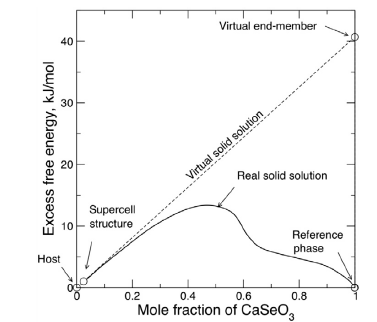 Virtual end-member
40
30
20
10
0
Excess free energy, kJ/mol
Virtual solid solution
Real solid solution
Supercell
structure
Reference
phase
Host
0
0.2
0.4
0.6
0.8
1
Mole fraction of CaSeO3